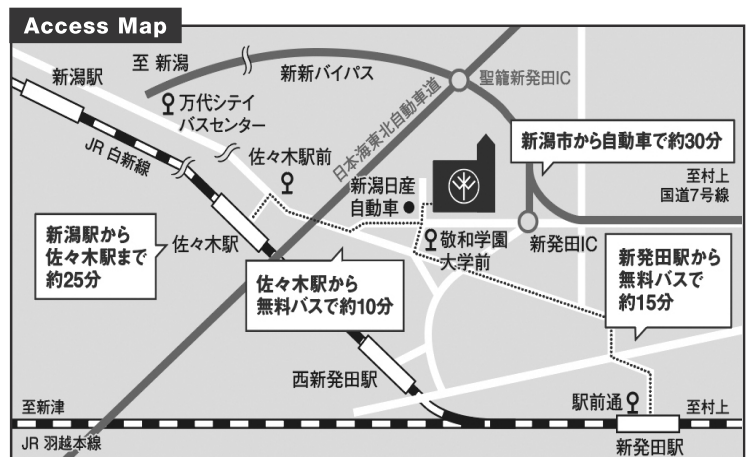 Access Map
至 新潟
新潟駅
新新バイパス
聖籠新発田IC
万代シテイ
バスセンター
日本海東北自動車道
JR 白新線
佐々木駅前
新潟市から自動車で約30分
新潟日産
自動車
至村上
国道7号線
新潟駅から
佐々木駅まで
約25分
佐々木駅
敬和学園
大学前
新発田IC
新発田駅から
無料バスで
約15分
佐々木駅から
無料バスで約10分
西新発田駅
駅前通
至新津
至村上
JR 羽越本線
新発田駅